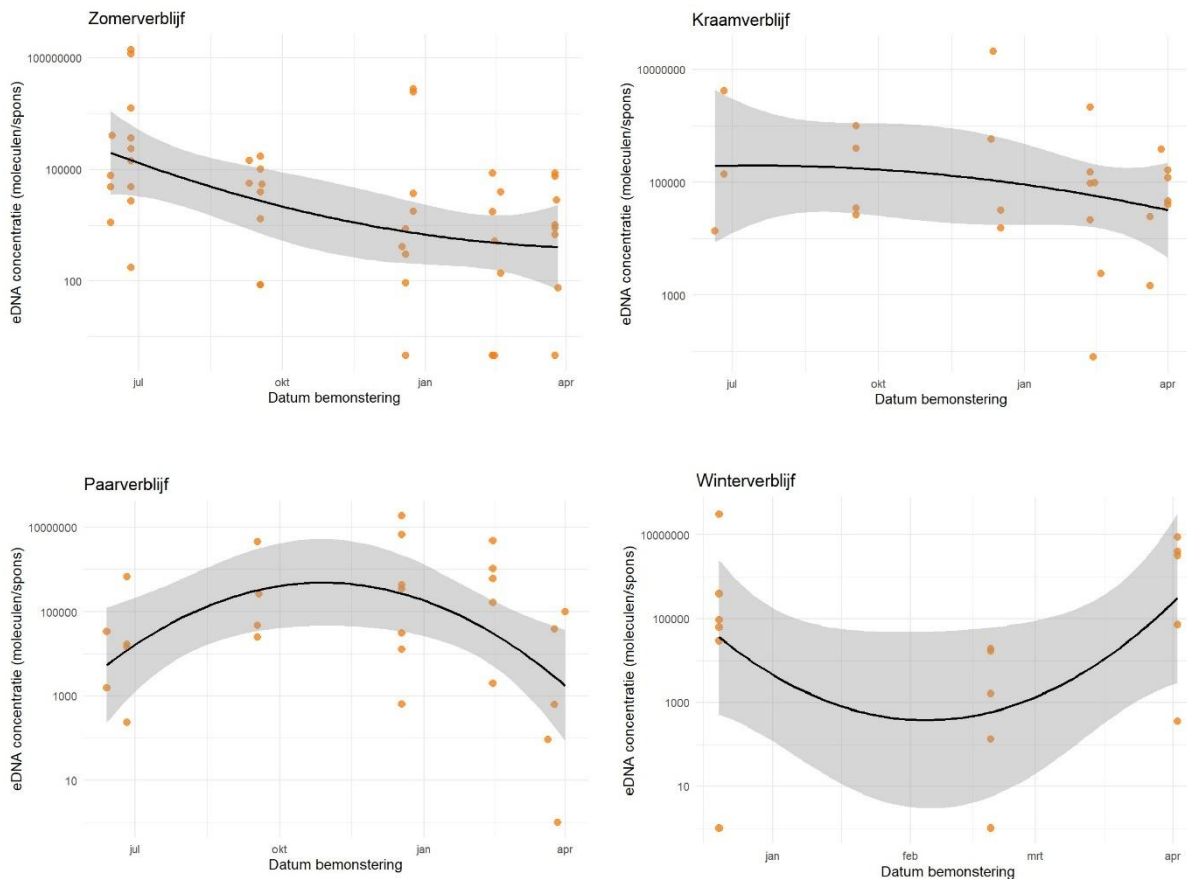 Zomerverblijf
eDNA concentratie (moleculen/spons)
100000000
100000
100
jul
okt
jan
apr
Datum bemonstering
Kraamverblijf
eDNA concentratie (moleculen/spons)
10000000
100000
1000
jul
okt
jan
apr
Datum bemonstering
Paarverblijf
eDNA concentratie (moleculen/spons)
10000000
100000
1000
10
jul
okt
jan
apr
Datum bemonstering
Winterverblijf
eDNA concentratie (moleculen/spons)
10000000
100000
1000
10
jan
feb
mrt
apr
Datum bemonstering